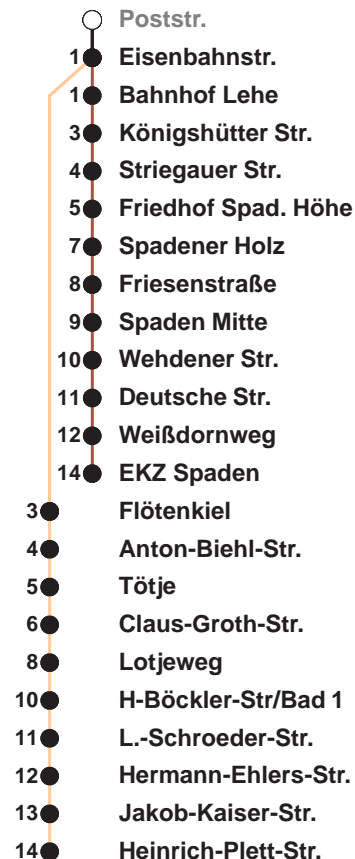 Poststr.
1 Eisenbahnstr.
1 Bahnhof Lehe
3 Königshütter Str.
4 Striegauer Str.
5 Friedhof Spad. Höhe
7 Spadener Holz
8 Friesenstraße
9 Spaden Mitte
10 Wehdener Str.
11 Deutsche Str.
12 Weißdornweg
14 EKZ Spaden
3 Flötenkiel
4 Anton-Biehl-Str.
5 Tötje
6 Claus-Groth-Str.
8 Lotjeweg
10 H-Böckler-Str/Bad 1
11 L.-Schroeder-Str.
12 Hermann-Ehlers-Str.
13 Jakob-Kaiser-Str.
14 Heinrich-Plett-Str.